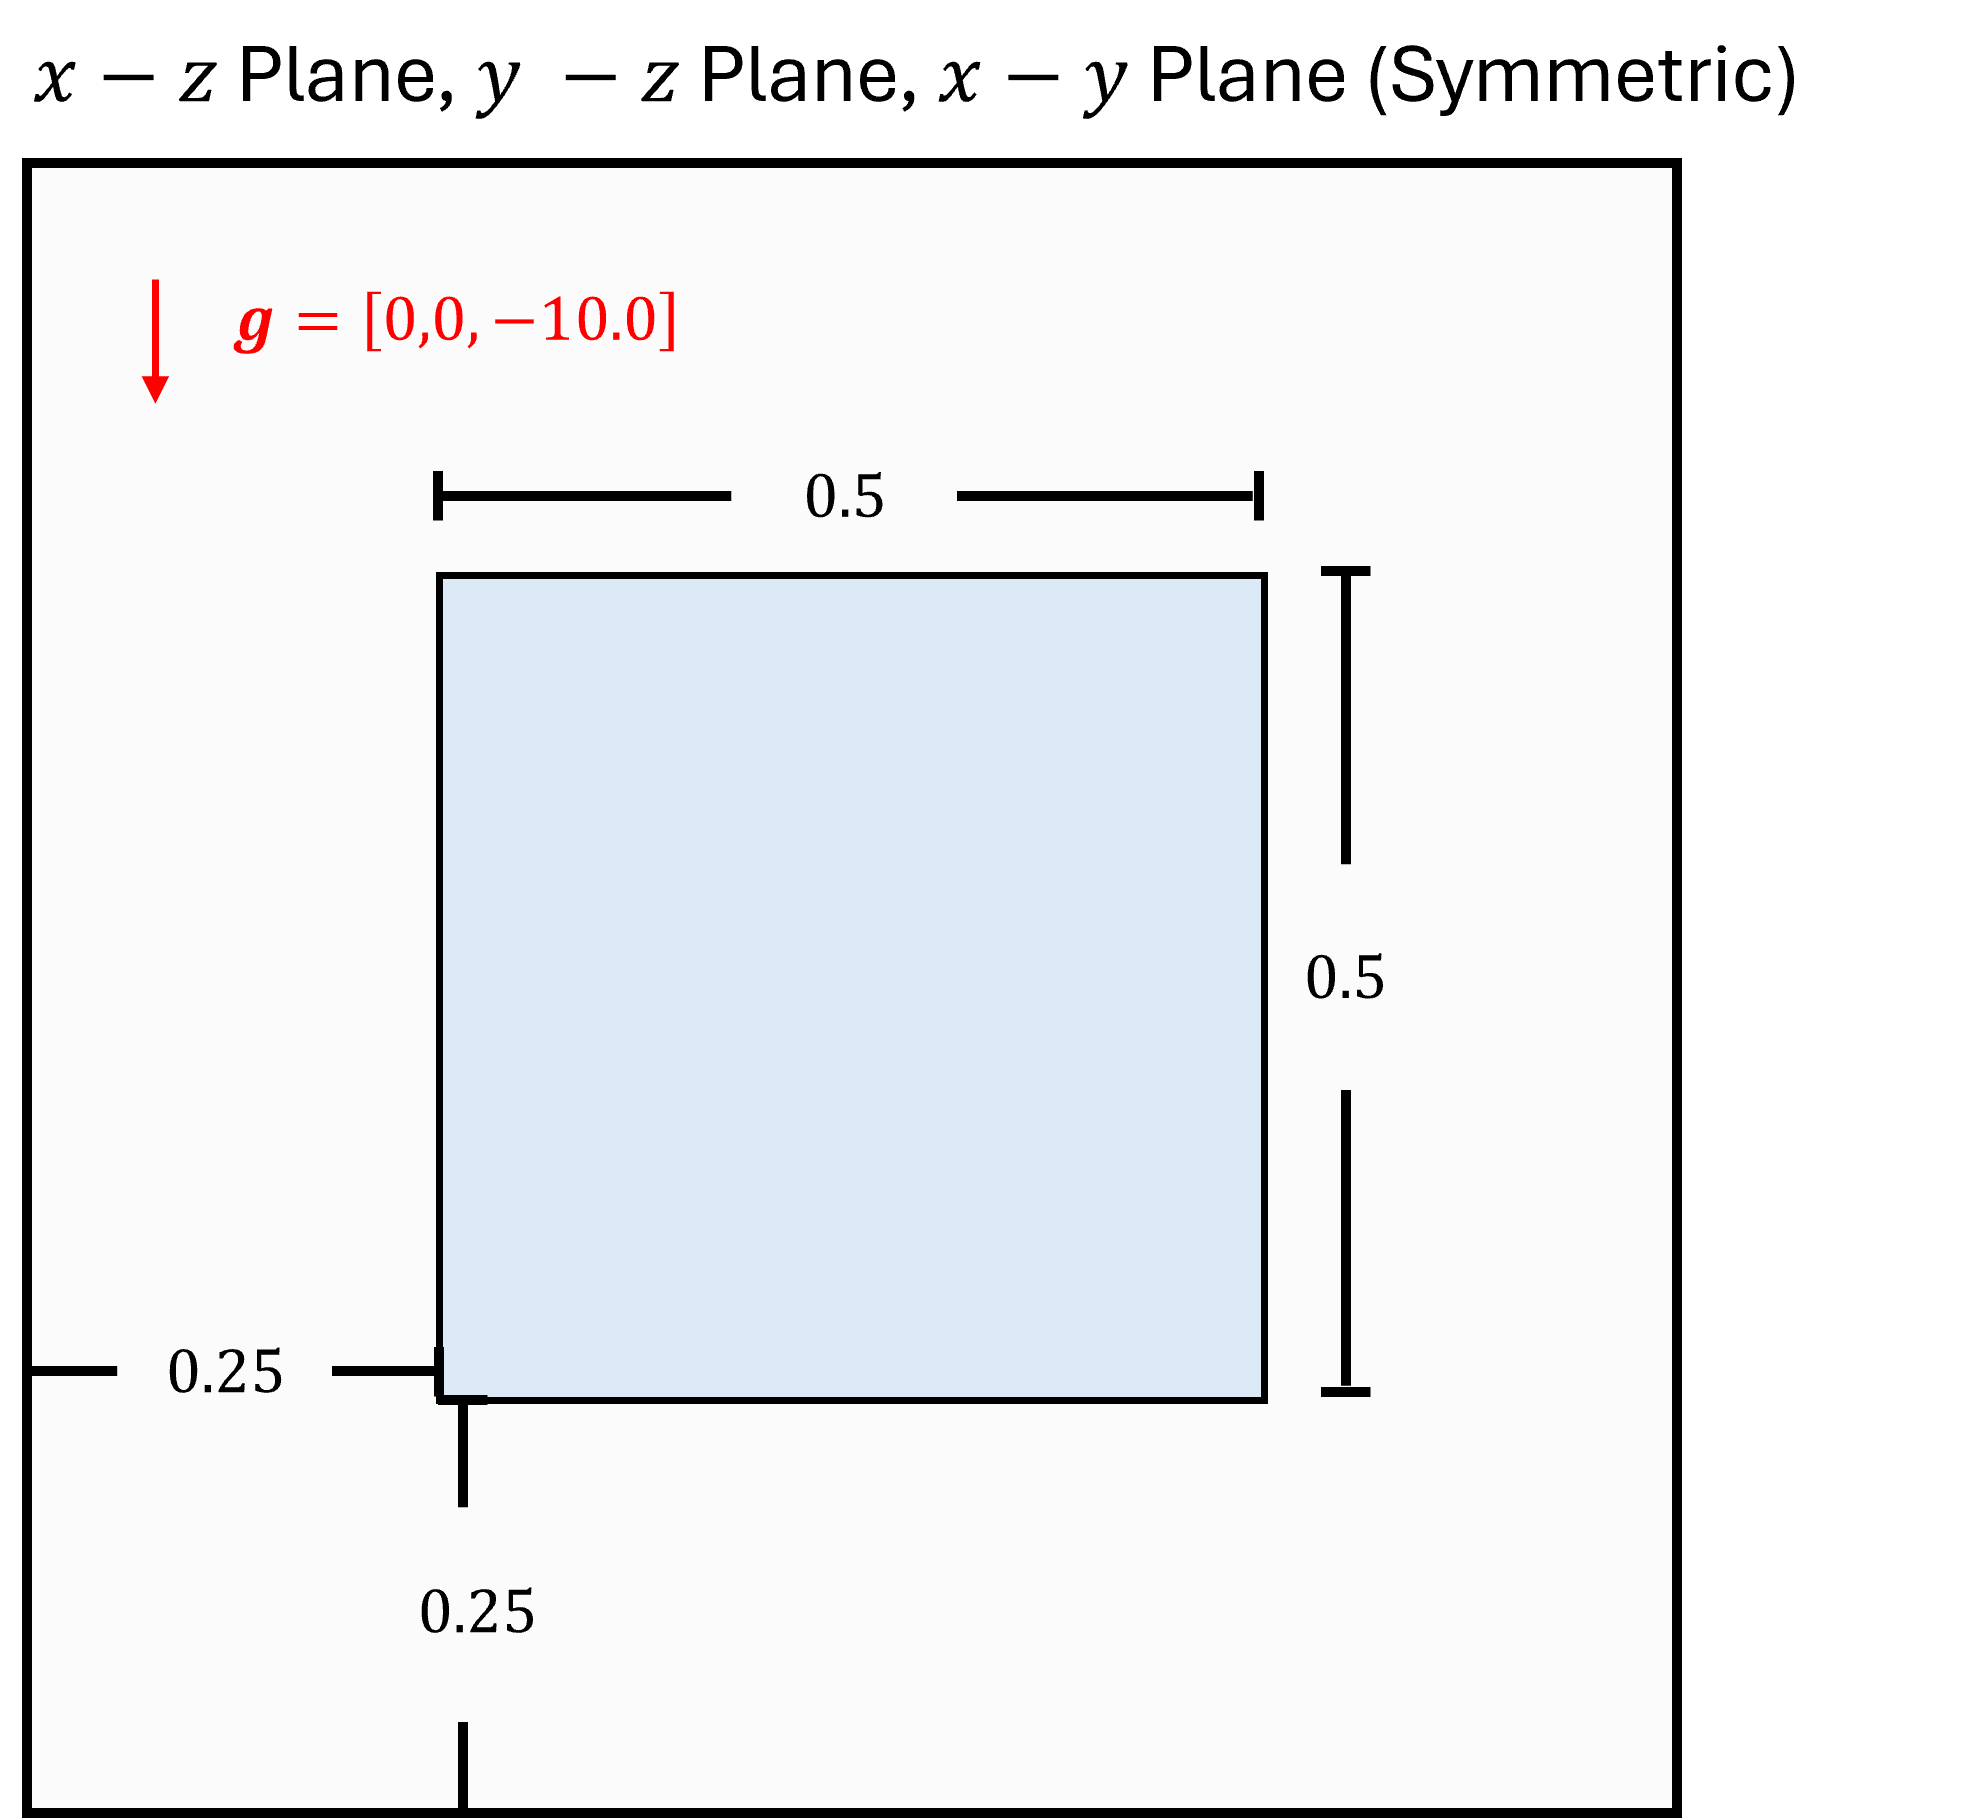 x − z Plane, y − z Plane, x − y Plane (Symmetric)
g = [0,0, −10.0]
0.5
0.5
0.25
0.25